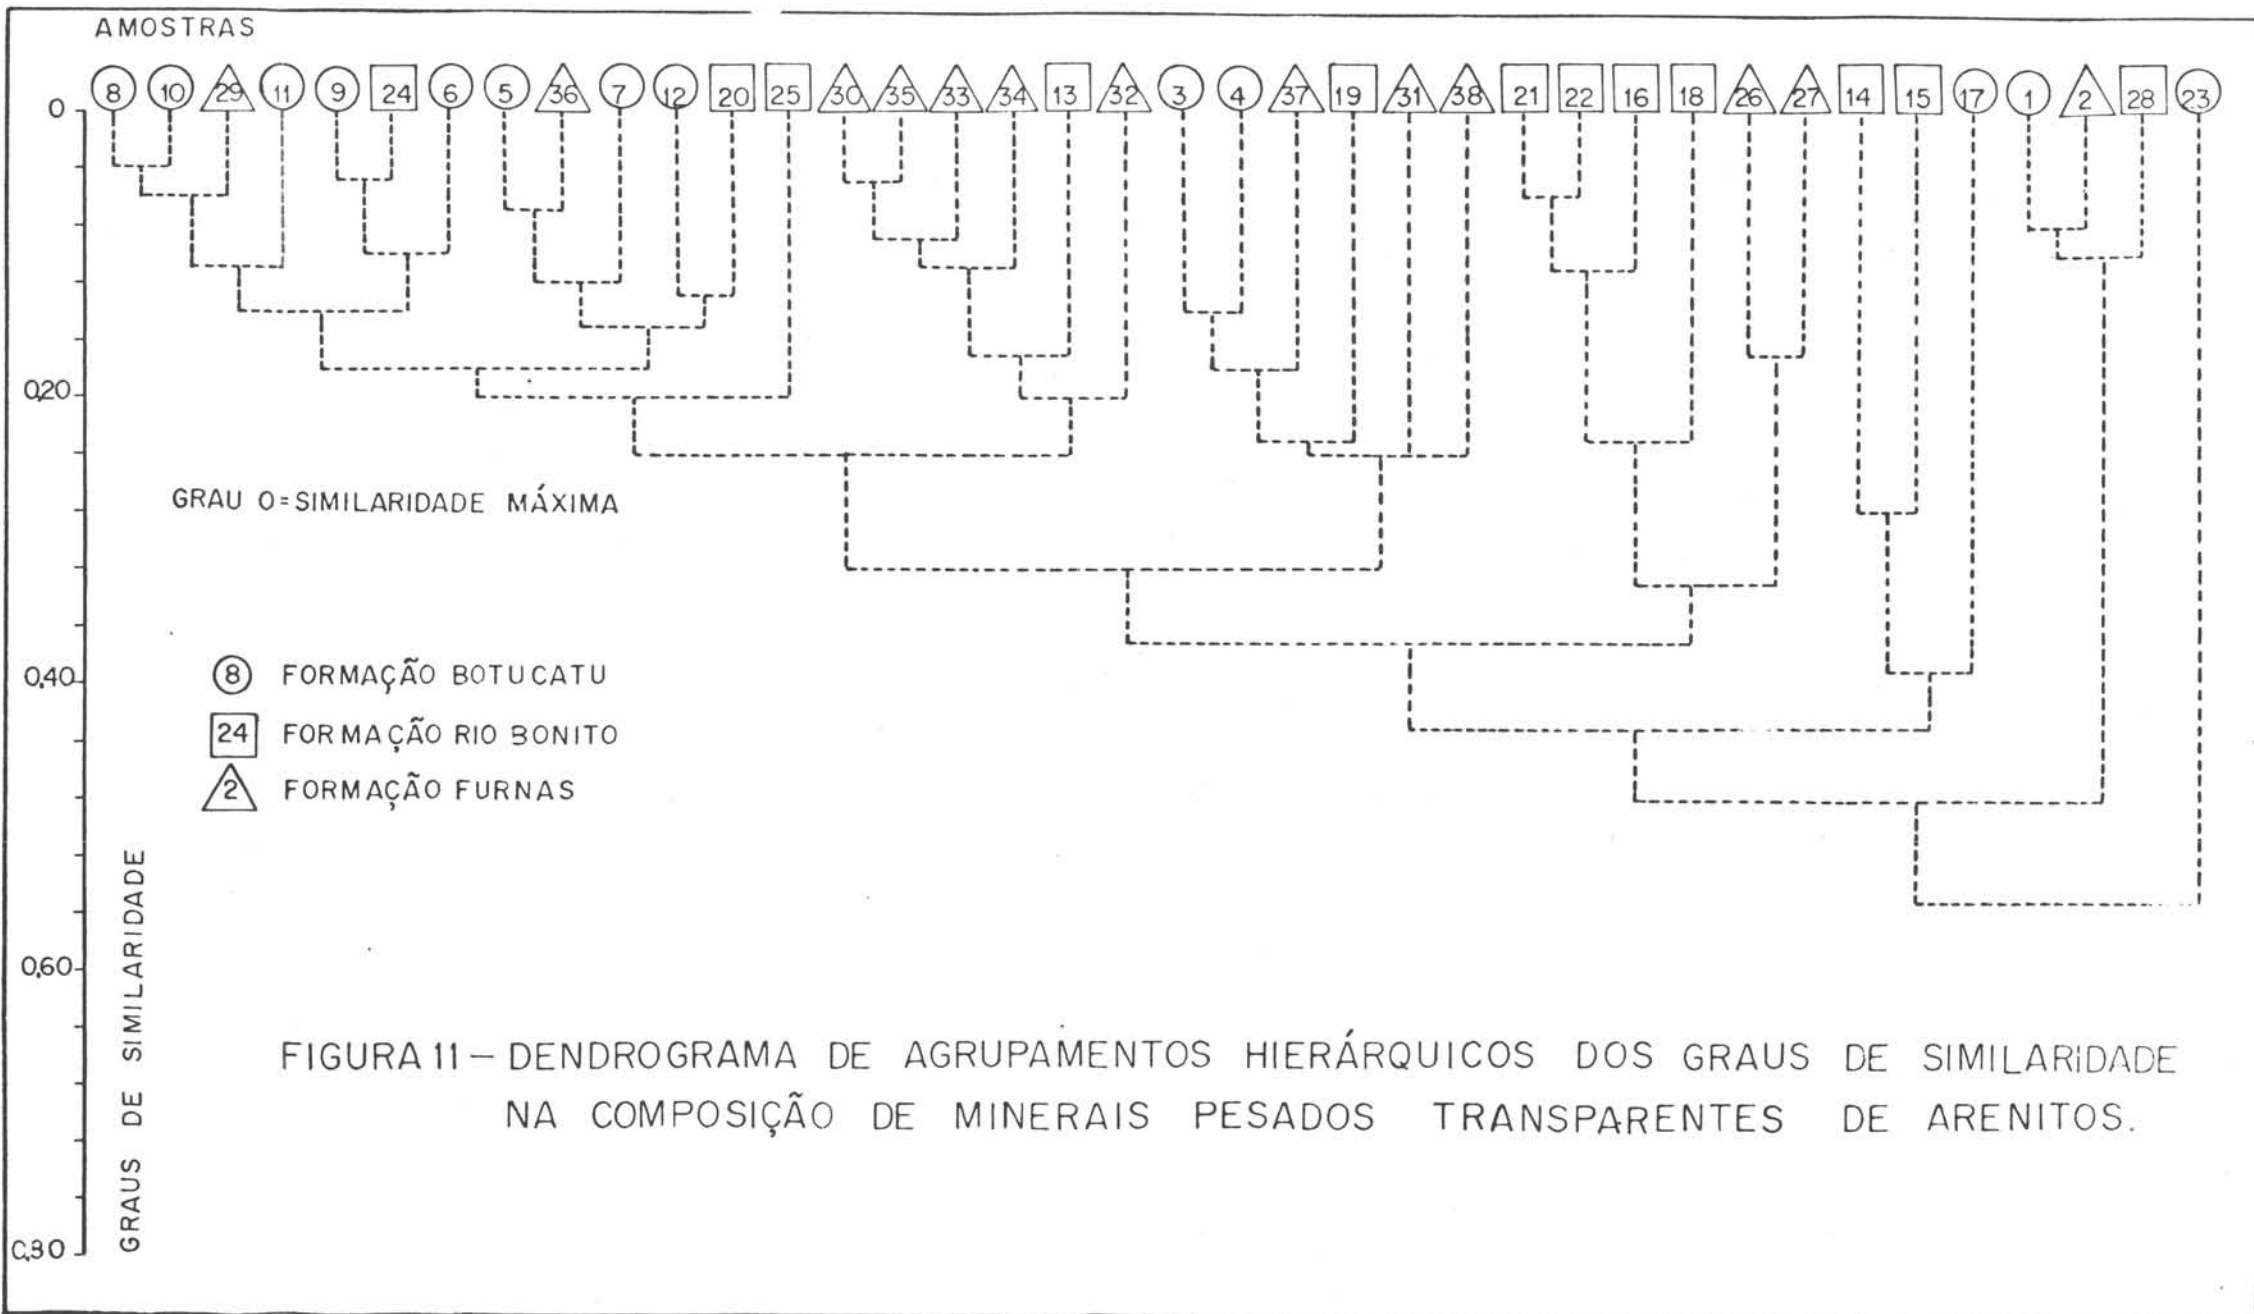 AMOSTRAS
8 10 29 11 9 24 6 5 36 7 12 20 25 30 35 33 34 13 32 3 4 37 19 31 38 21 22 16 18 26 27 14 15 17 1 2 28 23
0
0,20
GRAU 0=SIMILARIDADE MÁXIMA
8 FORMAÇÃO BOTUCATU
0,40
24 FORMAÇÃO RIO BONITO
2 FORMAÇÃO FURNAS
0,60
0,80
GRAUS DE SIMILARIDADE
FIGURA 11 — DENDROGRAMA DE AGRUPAMENTOS HIERÁRQUICOS DOS GRAUS DE SIMILARIDADE
NA COMPOSIÇÃO DE MINERAIS PESADOS TRANSPARENTES DE ARENITOS.